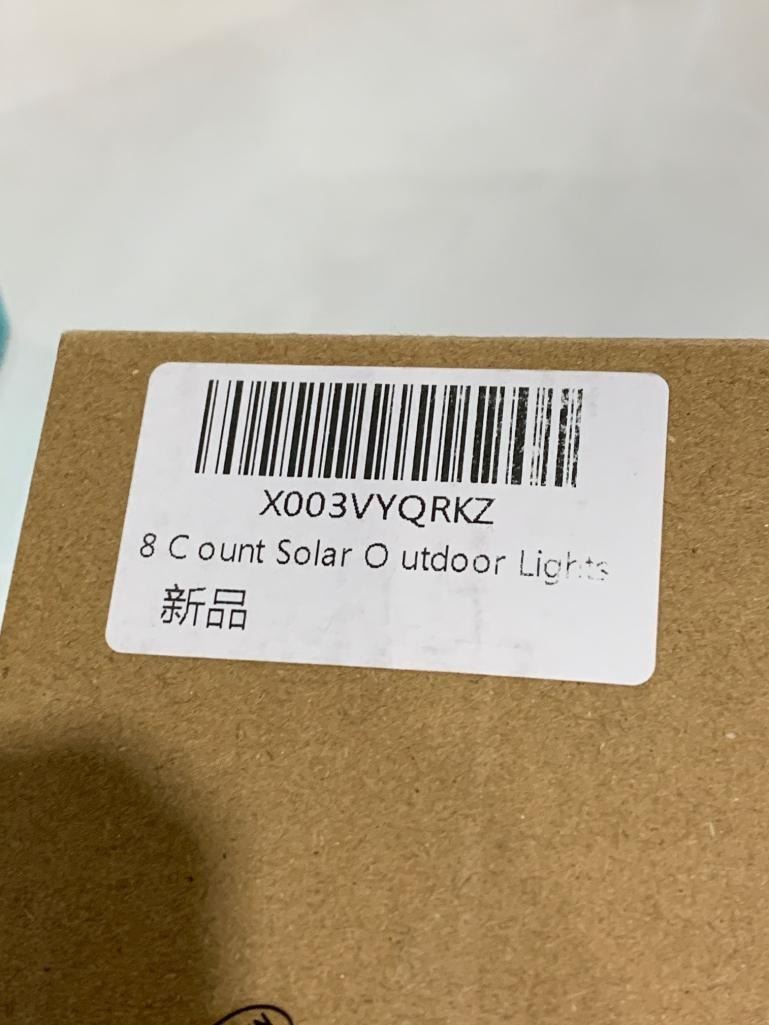 X003VYQRKZ
8 C ount Solar O utdoor Lights
新品